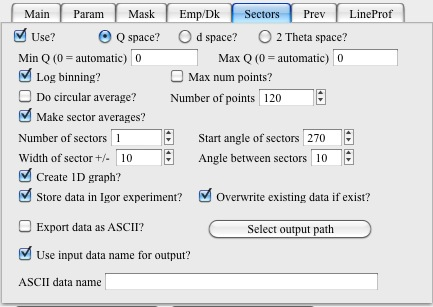 Main Param Mask Emp/Dk Sectors Prev LineProf
Use? Q space? d space? 2 Theta space?
Min Q (0 = automatic) 0 Max Q (0 = automatic) 0
Log binning? Max num points?
Do circular average? Number of points 120
Make sector averages?
Number of sectors 1 Start angle of sectors 270
Width of sector +/- 10 Angle between sectors 10
Create 1D graph?
Store data in Igor experiment? Overwrite existing data if exist?
Export data as ASCII? Select output path
Use input data name for output?
ASCII data name